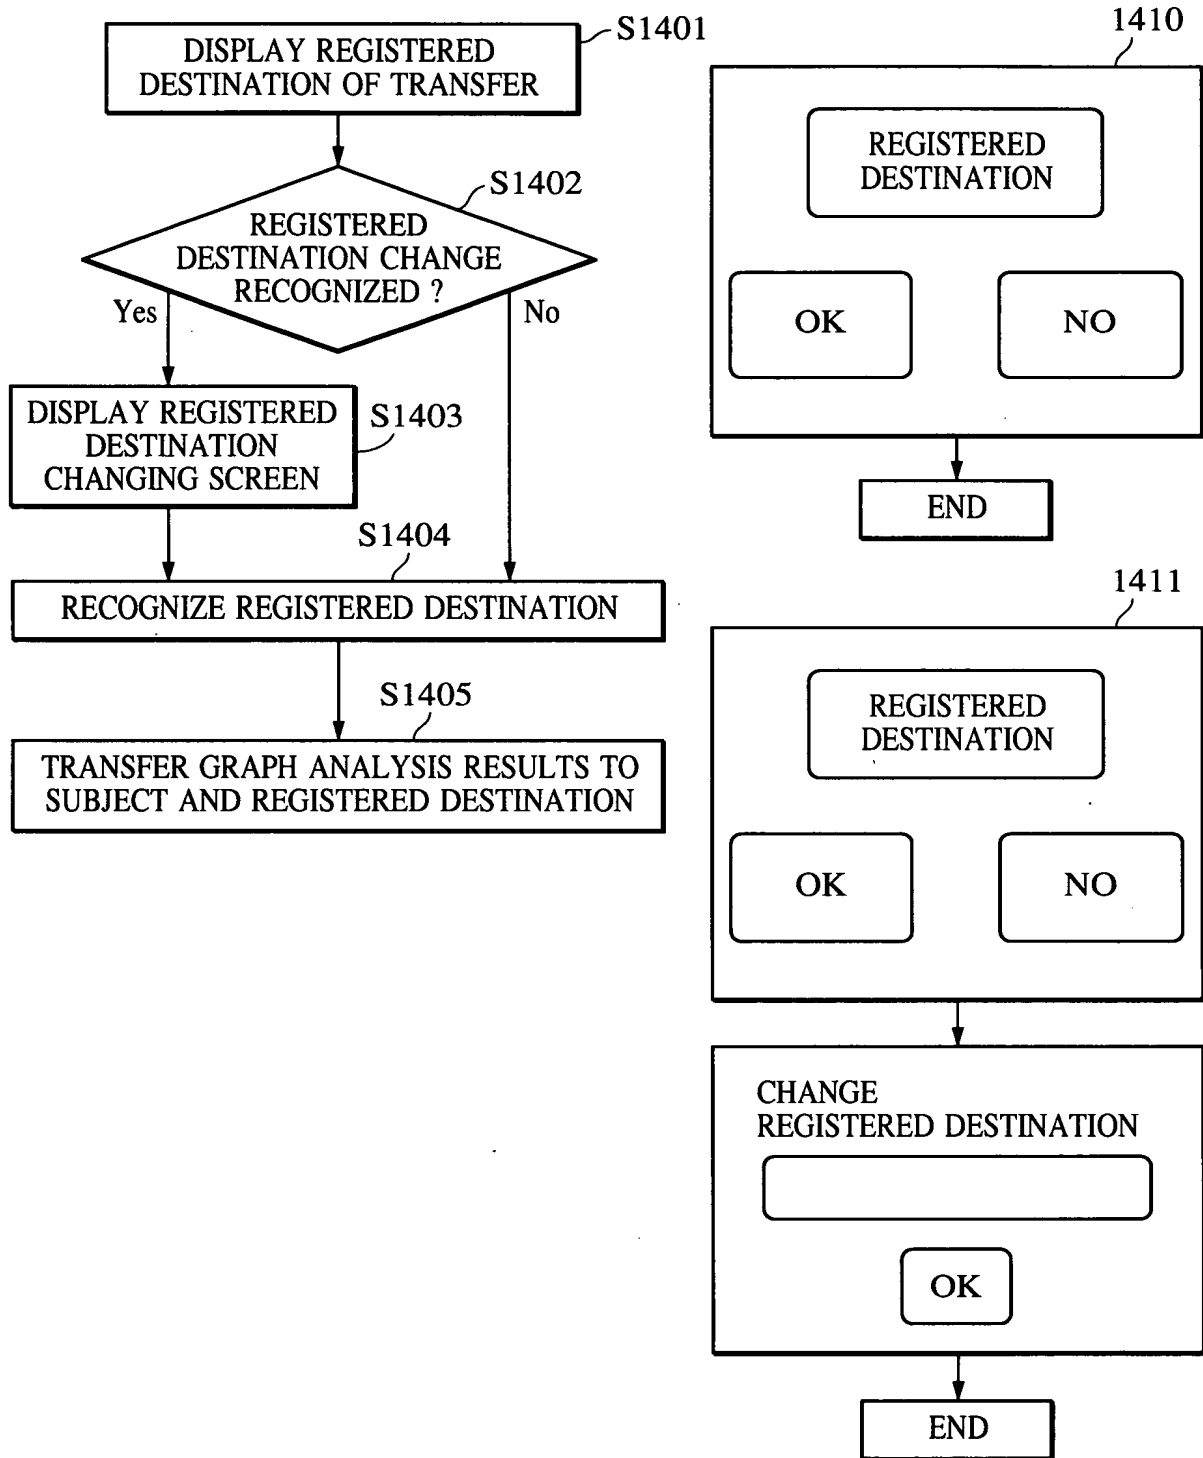 S1401
DISPLAY REGISTERED
DESTINATION OF TRANSFER
S1402
REGISTERED
DESTINATION CHANGE
RECOGNIZED ?
Yes
No
DISPLAY REGISTERED
DESTINATION
CHANGING SCREEN
S1403
S1404
RECOGNIZE REGISTERED DESTINATION
S1405
TRANSFER GRAPH ANALYSIS RESULTS TO
SUBJECT AND REGISTERED DESTINATION
1410
REGISTERED
DESTINATION
OK
NO
END
1411
REGISTERED
DESTINATION
OK
NO
CHANGE
REGISTERED DESTINATION
OK
END